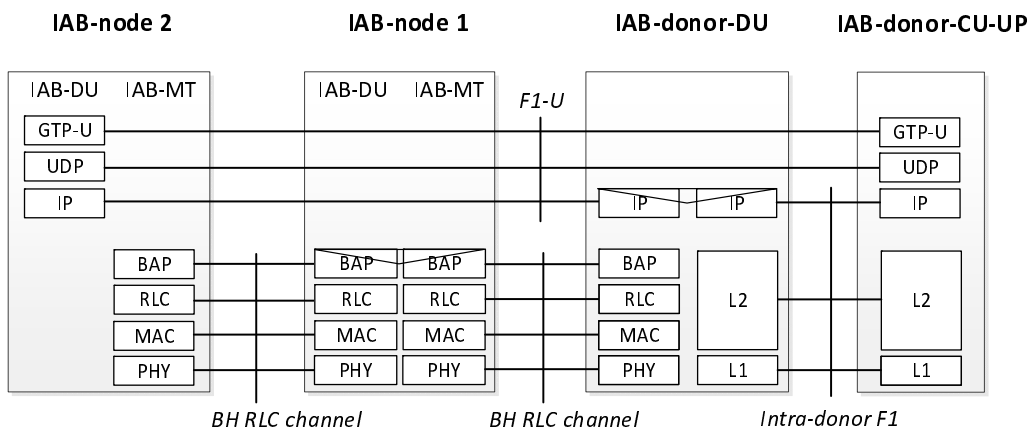 IAB-node 2 IAB-node 1 IAB-donor-DU IAB-donor-CU-UP
IAB-DU IAB-MT IAB-DU IAB-MT
F1-U
GTP-U GTP-U
UDP UDP
IP IP IP IP
BAP BAP BAP BAP
RLC RLC RLC RLC L2 L2
MAC MAC MAC MAC
PHY PHY PHY PHY L1 L1
BH RLC channel BH RLC channel Intra-donor F1